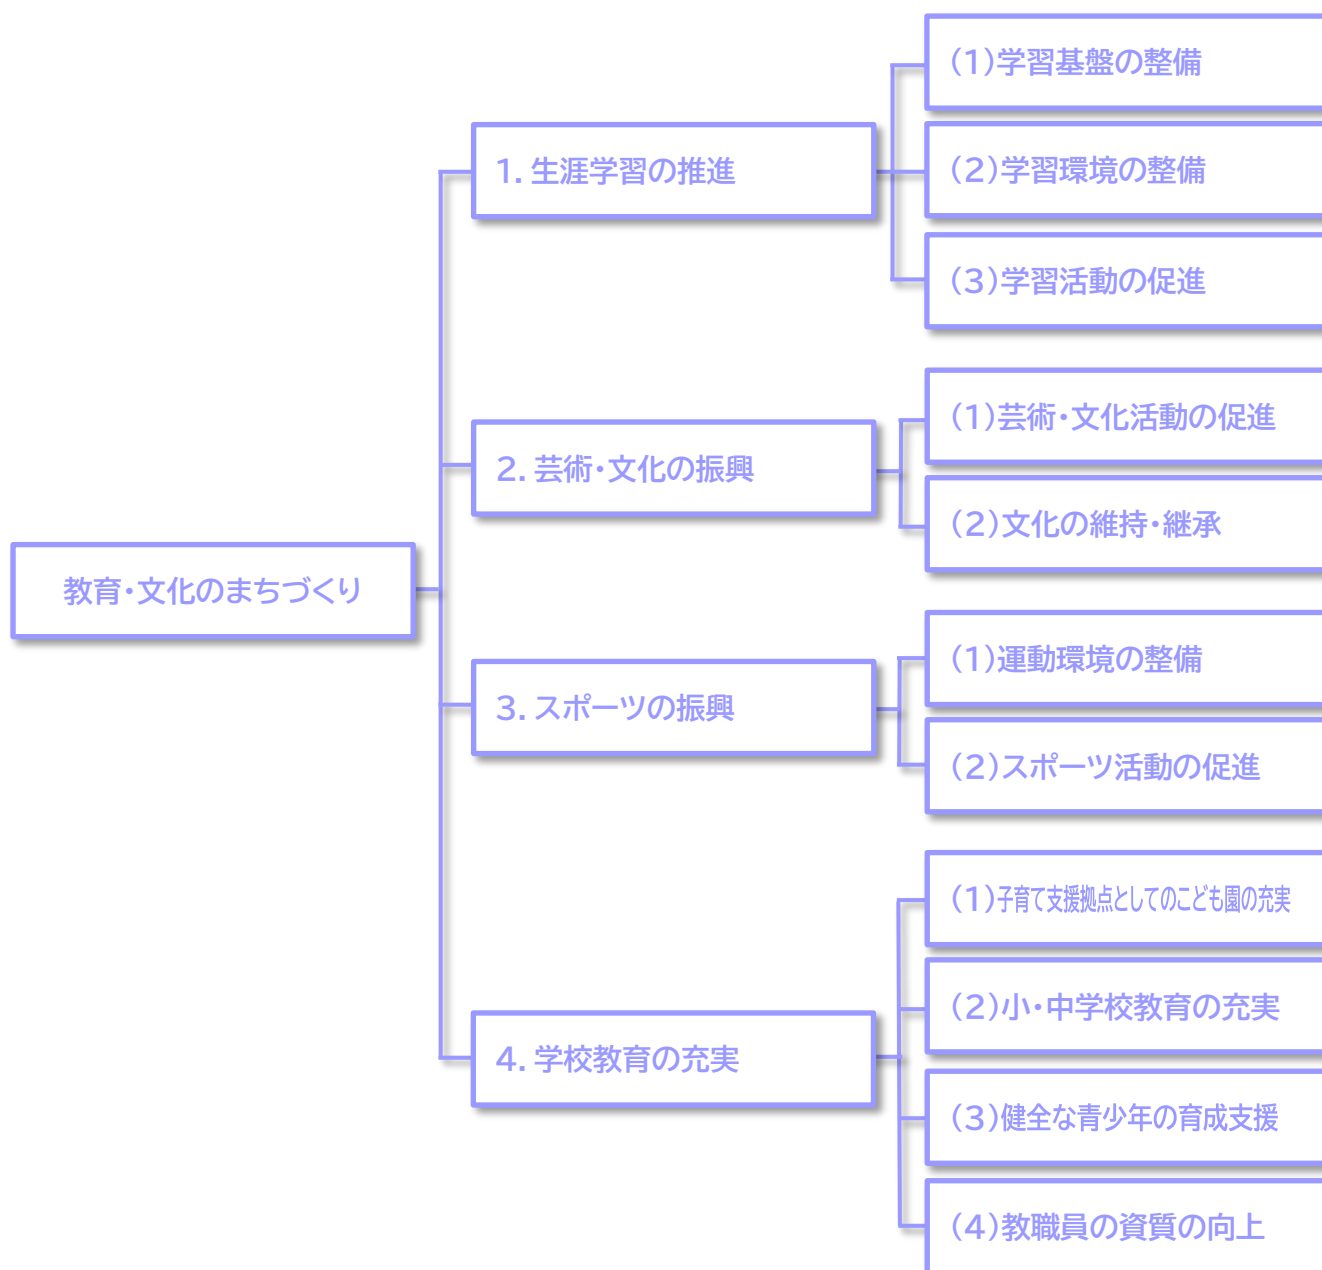 教育・文化のまちづくり
1. 生涯学習の推進
(1)学習基盤の整備
(2)学習環境の整備
(3)学習活動の促進
2. 芸術・文化の振興
(1)芸術・文化活動の促進
(2)文化の維持・継承
3. スポーツの振興
(1)運動環境の整備
(2)スポーツ活動の促進
4. 学校教育の充実
(1)子育て支援拠点としてのこども園の充実
(2)小・中学校教育の充実
(3)健全な青少年の育成支援
(4)教職員の資質の向上